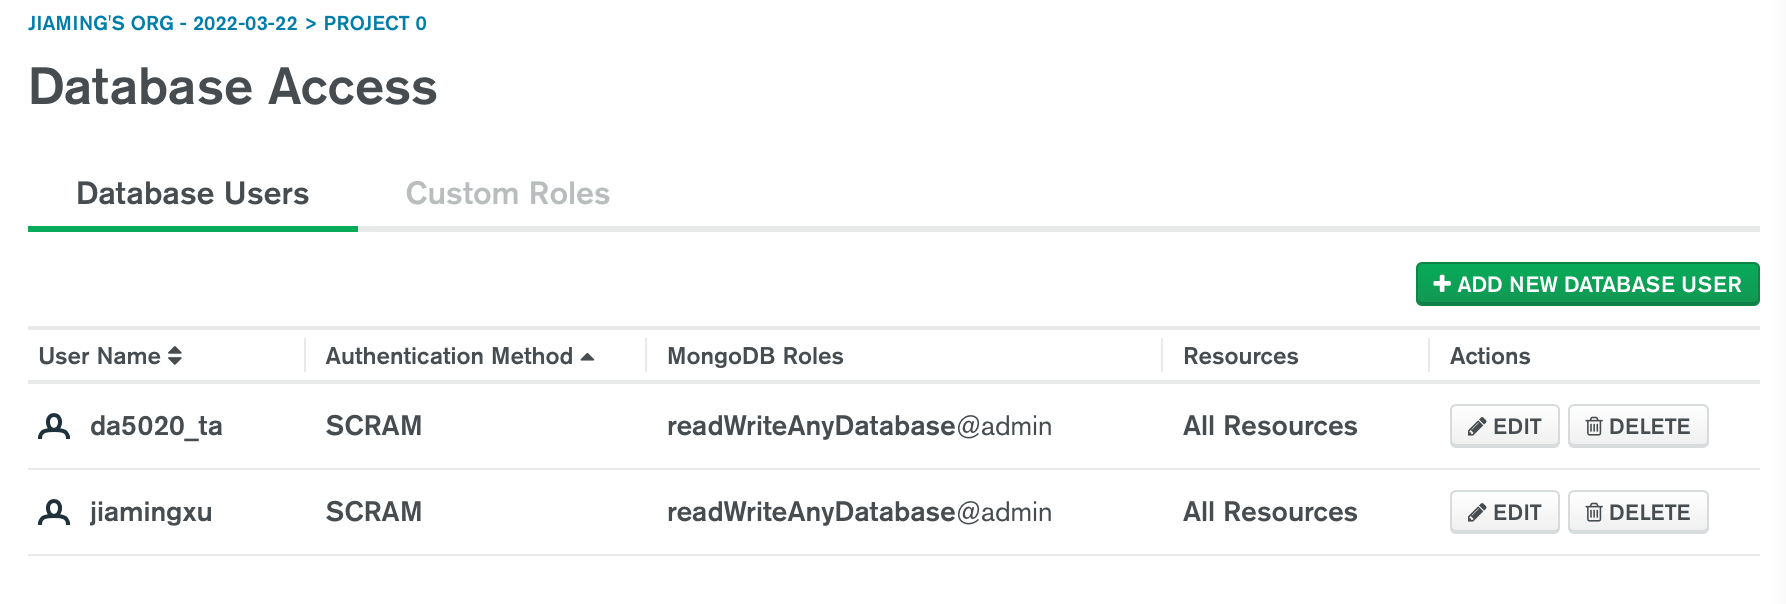 JIAMING'S ORG - 2022-03-22 > PROJECT 0
Database Access
Database Users Custom Roles
+ ADD NEW DATABASE USER
User Name Authentication Method MongoDB Roles Resources Actions
da5020_ta SCRAM readWriteAnyDatabase@admin All Resources EDIT DELETE
jiamingxu SCRAM readWriteAnyDatabase@admin All Resources EDIT DELETE